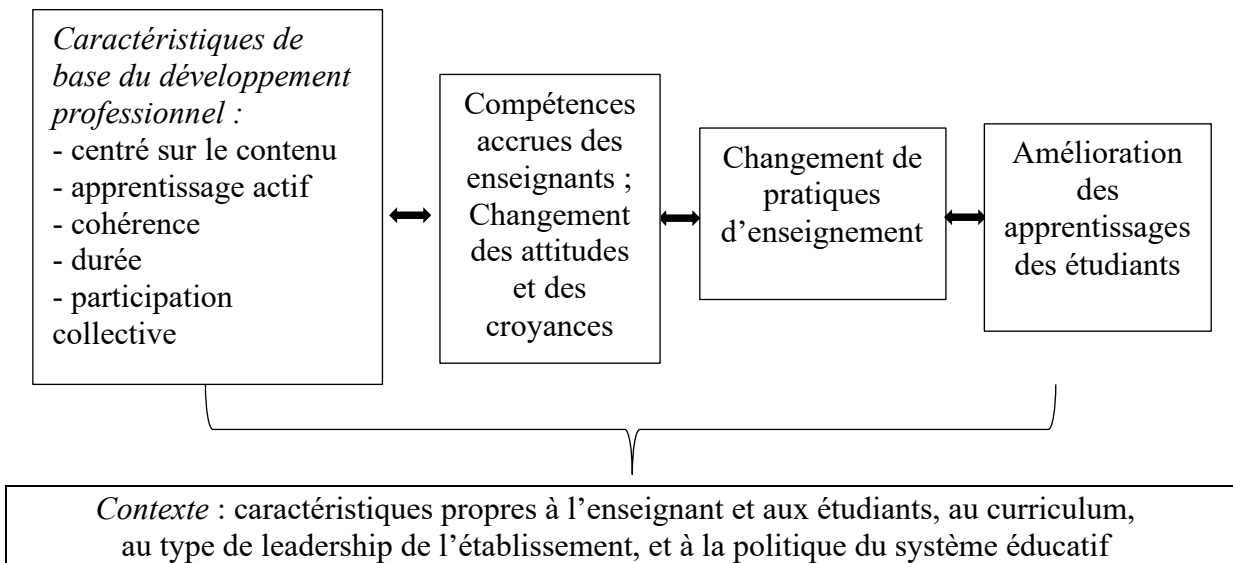 Caractéristiques de
base du développement
professionnel :
- centré sur le contenu
- apprentissage actif
- cohérence
- durée
- participation
collective
Compétences
accrues des
enseignants ;
Changement
des attitudes
et des
croyances
Changement de
pratiques
d’enseignement
Amélioration
des
apprentissages
des étudiants
Contexte : caractéristiques propres à l’enseignant et aux étudiants, au curriculum,
au type de leadership de l’établissement, et à la politique du système éducatif